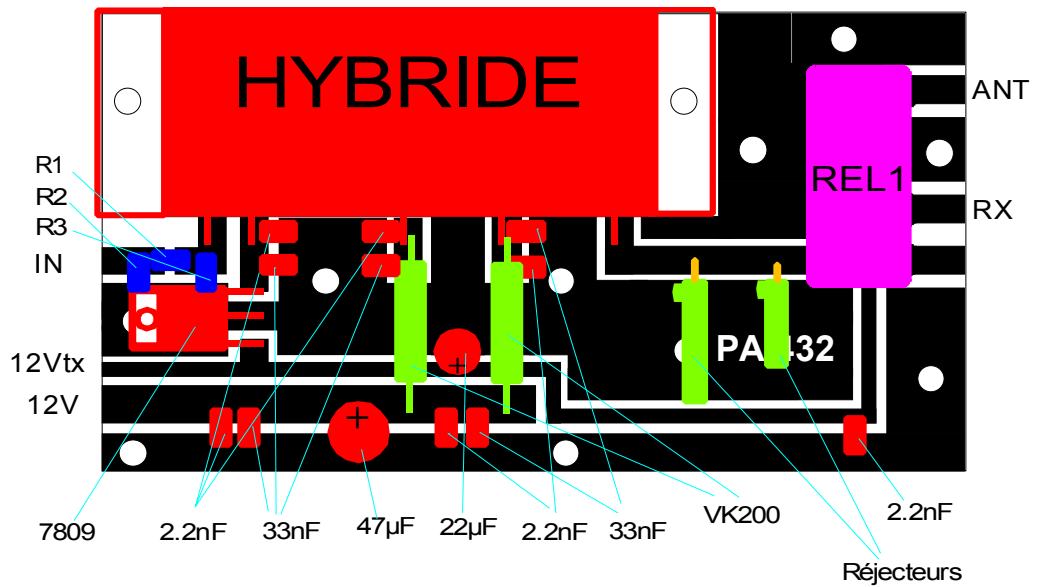 HYBRIDE
ANT
REL1
RX
R1
R2
R3
IN
12Vtx
12V
+
+
7809
2.2nF
33nF
47µF
22µF
2.2nF
33nF
VK200
2.2nF
Réjecteurs